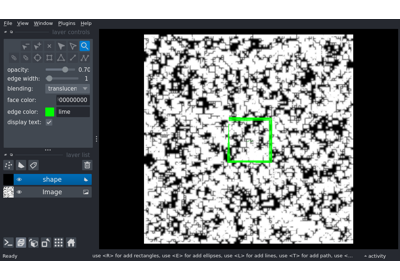 File View Window Plugins Help
layer controls
opacity: 0.70
edge width: 1
blending: translucen
face color: 00000000
edge color: lime
display text:
layer list
shape
Image
Ready
use <R> for add rectangles, use <E> for add ellipses, use <L> for add lines, use <T> for add path, use <...
activity